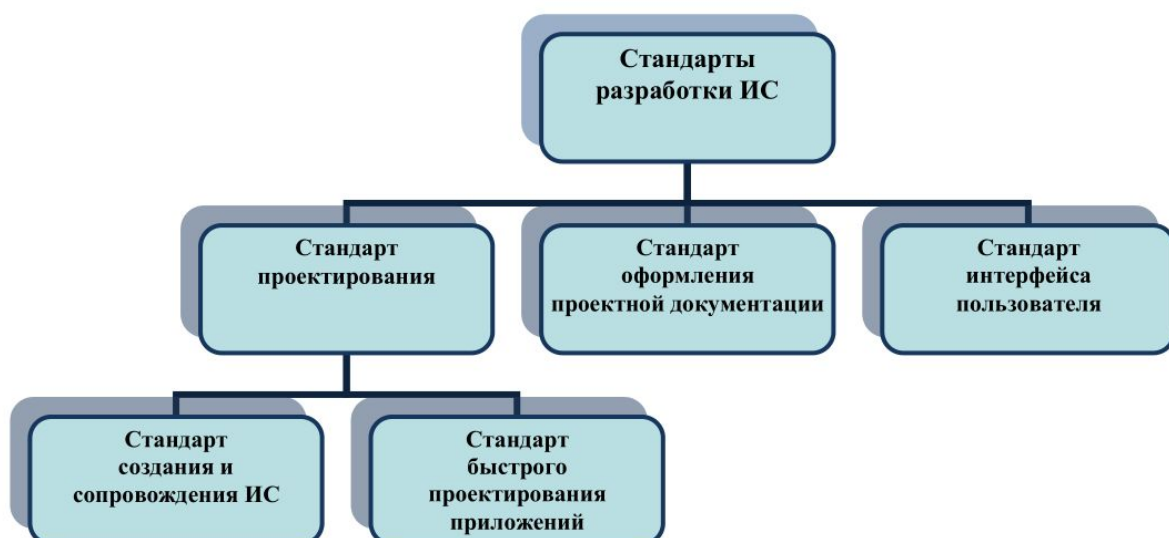 Стандарты
разработки ИС
Стандарт
проектирования
Стандарт
оформления
проектной документации
Стандарт
интерфейса
пользователя
Стандарт
создания и
сопровождения ИС
Стандарт
быстрого
проектирования
приложений